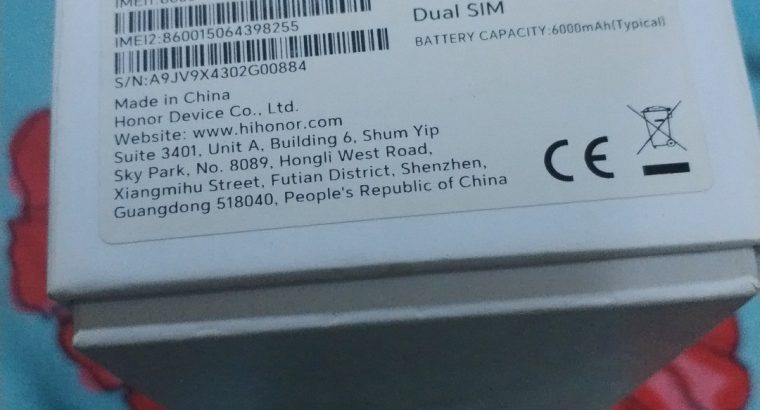 IMEI2:860015064398255
S/N:A9JV9X4302G00884
Dual SIM
BATTERY CAPACITY:6000mAh(Typical)
Made in China
Honor Device Co., Ltd.
Website: www.hihonor.com
Suite 3401, Unit A, Building 6, Shum Yip
Sky Park, No. 8089, Hongli West Road,
Xiangmihu Street, Futian District, Shenzhen,
Guangdong 518040, People's Republic of China
CE